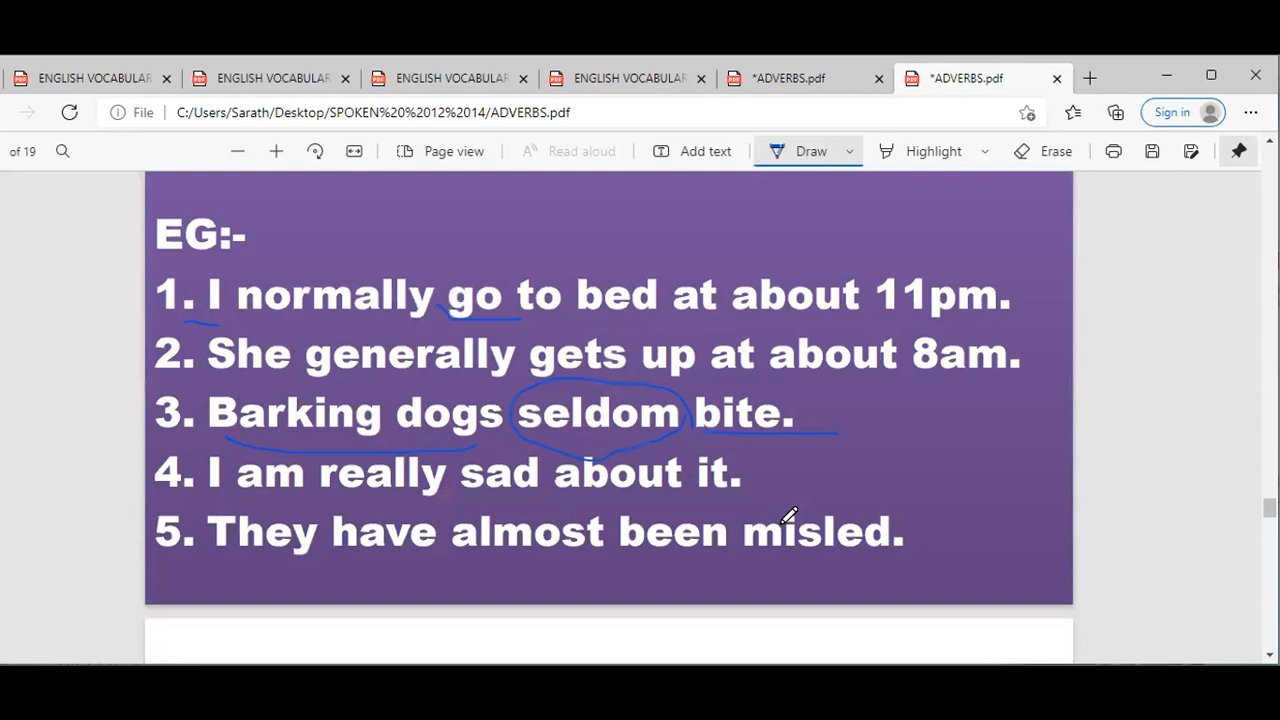 ENGLISH VOCABULAR
ENGLISH VOCABULAR
ENGLISH VOCABULAR
ENGLISH VOCABULAR
*ADVERBS.pdf
*ADVERBS.pdf
File C:/Users/Sarath/Desktop/SPOKEN%20%2012%2014/ADVERBS.pdf
Sign in
of 19
Page view
Read aloud
Add text
Draw
Highlight
Erase
EG:-
1. I normally go to bed at about 11pm.
2. She generally gets up at about 8am.
3. Barking dogs seldom bite.
4. I am really sad about it.
5. They have almost been misled.